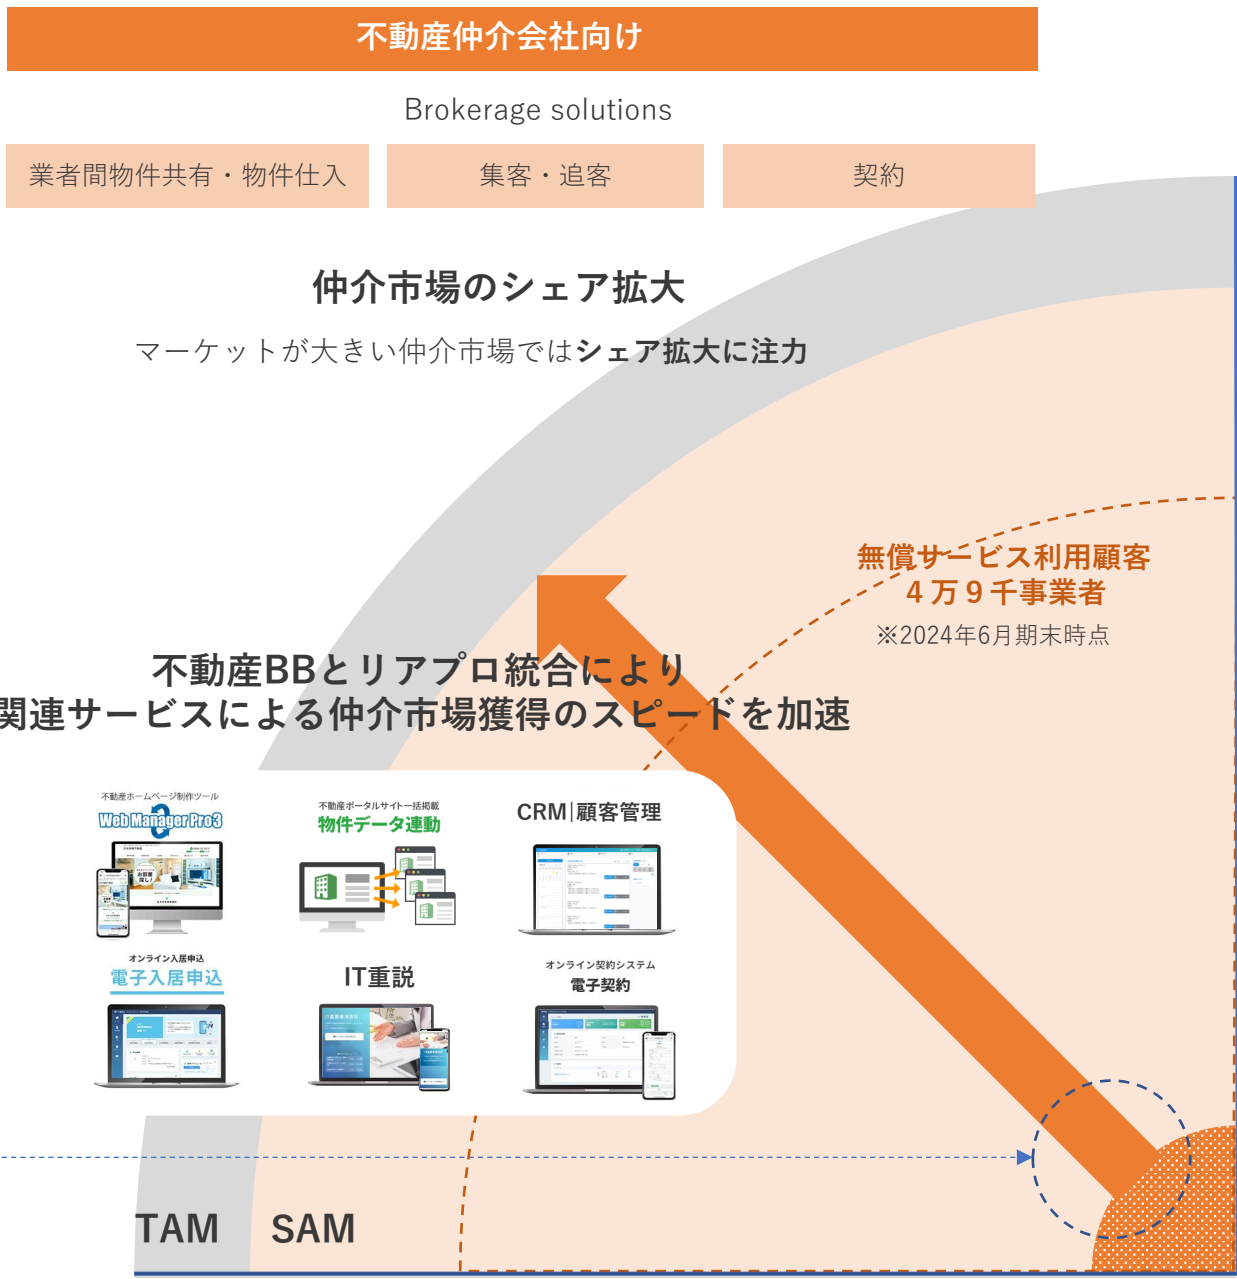 不動産仲介会社向け
Brokerage solutions
業者間物件共有・物件仕入
集客・追客
契約
仲介市場のシェア拡大
マーケットが大きい仲介市場ではシェア拡大に注力
無償サービス利用顧客
4万9千事業者
※2024年6月期末時点
不動産BBとリアプロ統合により
関連サービスによる仲介市場獲得のスピードを加速
不動産ホームページ制作ツール
Web Manager Pro3
不動産ポータルサイト一括掲載
物件データ連動
CRM|顧客管理
オンライン入居申込
電子入居申込
IT重説
オンライン契約システム
電子契約
TAM
SAM